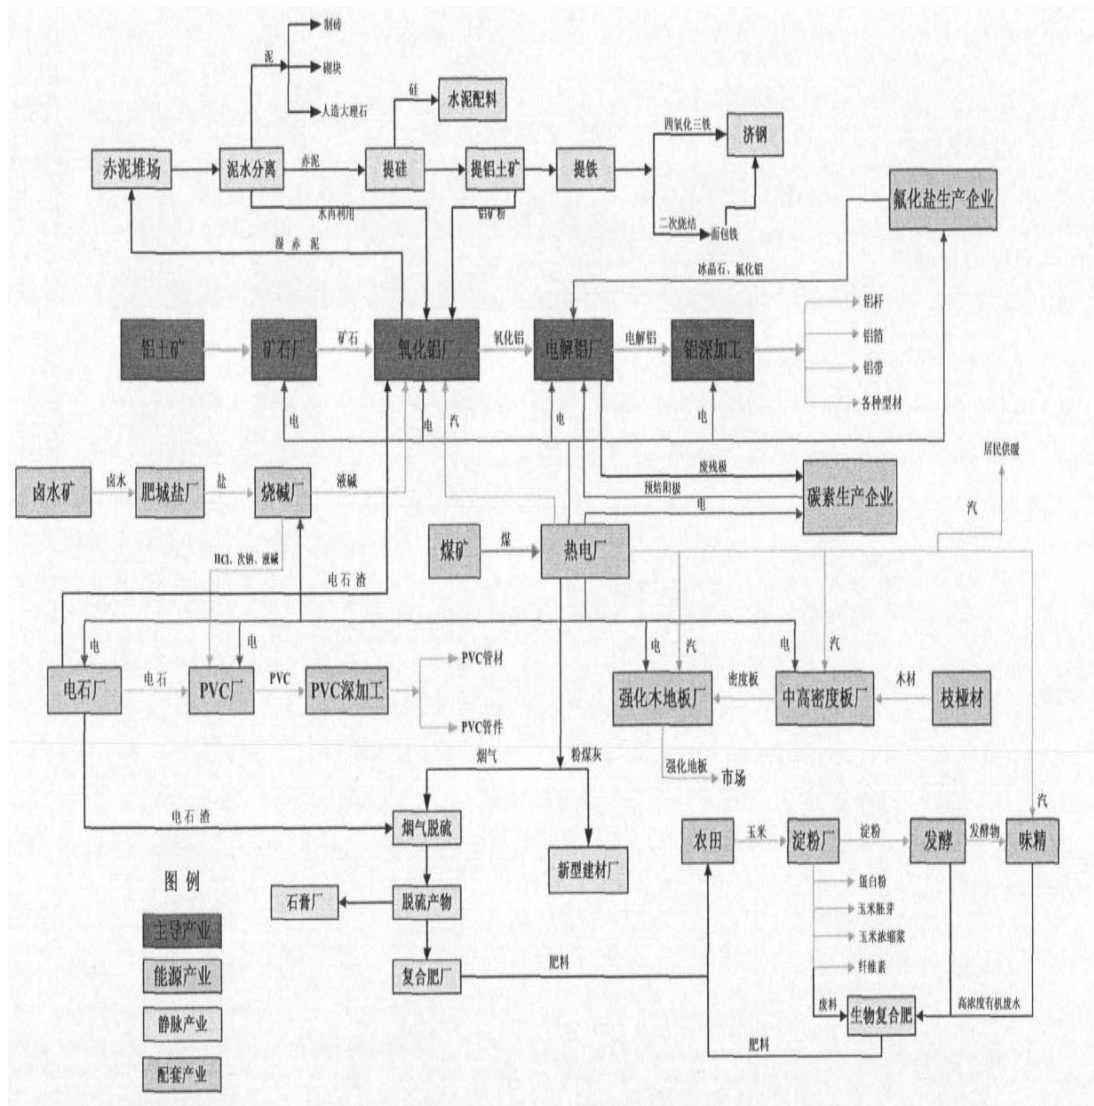 制砖
泥
砌块
硅
水泥配料
人造大理石
四氧化三铁
济钢
赤泥堆场
泥水分离
赤泥
提硅
提铝土矿
提铁
氟化盐生产企业
水再利用
铝矿粉
二次烧结
面包铁
湿赤泥
冰晶石、氟化铝
铝杆
铝土矿
矿石厂
矿石
氧化铝厂
氧化铝
电解铝厂
电解铝
铝深加工
铝箔
铝带
各种型材
电
电
汽
电
电
居民供暖
卤水矿
卤水
肥城盐厂
盐
烧碱厂
液碱
废残极
预焙阳极
电
碳素生产企业
汽
煤矿
煤
热电厂
HCl、次钠、液碱
电石渣
电
电
电
汽
电
汽
电石厂
电石
PVC厂
PVC
PVC深加工
PVC管材
PVC管件
强化木地板厂
密度板
中高密度板厂
木材
枝桠材
烟气
粉煤灰
强化地板
市场
电石渣
烟气脱硫
新型建材厂
农田
玉米
淀粉厂
淀粉
发酵
发酵物
味精
汽
图例
石膏厂
脱硫产物
蛋白粉
玉米胚芽
玉米浓缩浆
纤维素
主导产业
能源产业
静脉产业
配套产业
复合肥厂
肥料
废料
生物复合肥
高浓度有机废水
肥料